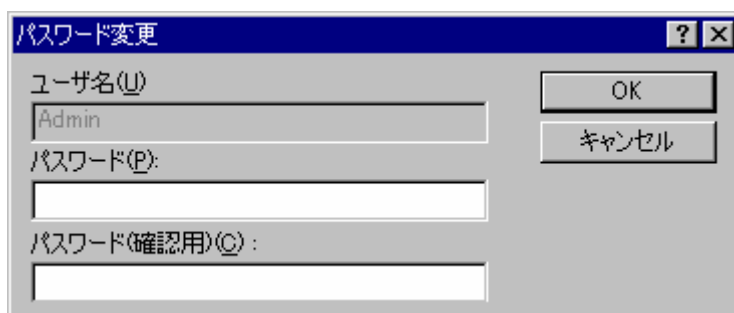 パスワード変更
ユーザ名(U)
Admin
パスワード(P):
パスワード(確認用)(C) :
OK
キャンセル